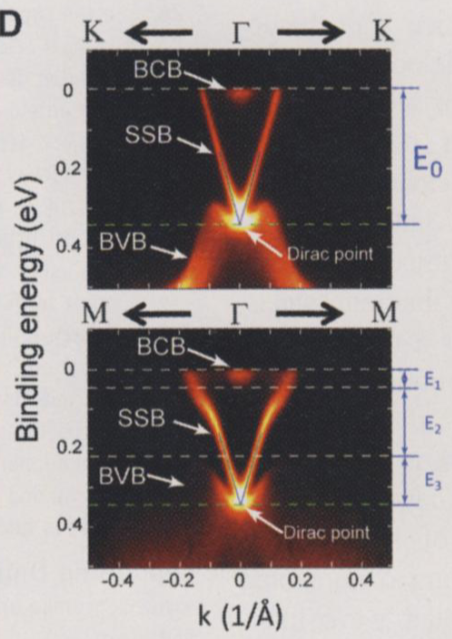 D
K Γ K
BCB
0
SSB
E0
0.2
BVB
0.4
Dirac point
Binding energy (eV)
M Γ M
BCB
0
E1
SSB
E2
0.2
BVB
E3
0.4
Dirac point
-0.4 -0.2 0 0.2 0.4
k (1/Å)